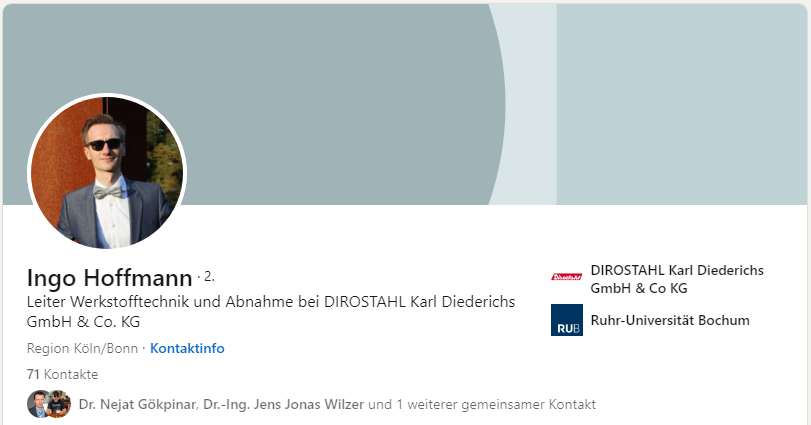 Ingo Hoffmann · 2.
Leiter Werkstofftechnik und Abnahme bei DIROSTAHL Karl Diederichs
GmbH & Co. KG
Region Köln/Bonn · Kontaktinfo
71 Kontakte
Dr. Nejat Gökpinar, Dr.-Ing. Jens Jonas Wilzer und 1 weiterer gemeinsamer Kontakt
Dirostahl
DIROSTAHL Karl Diederichs
GmbH & Co KG
RUB
Ruhr-Universität Bochum